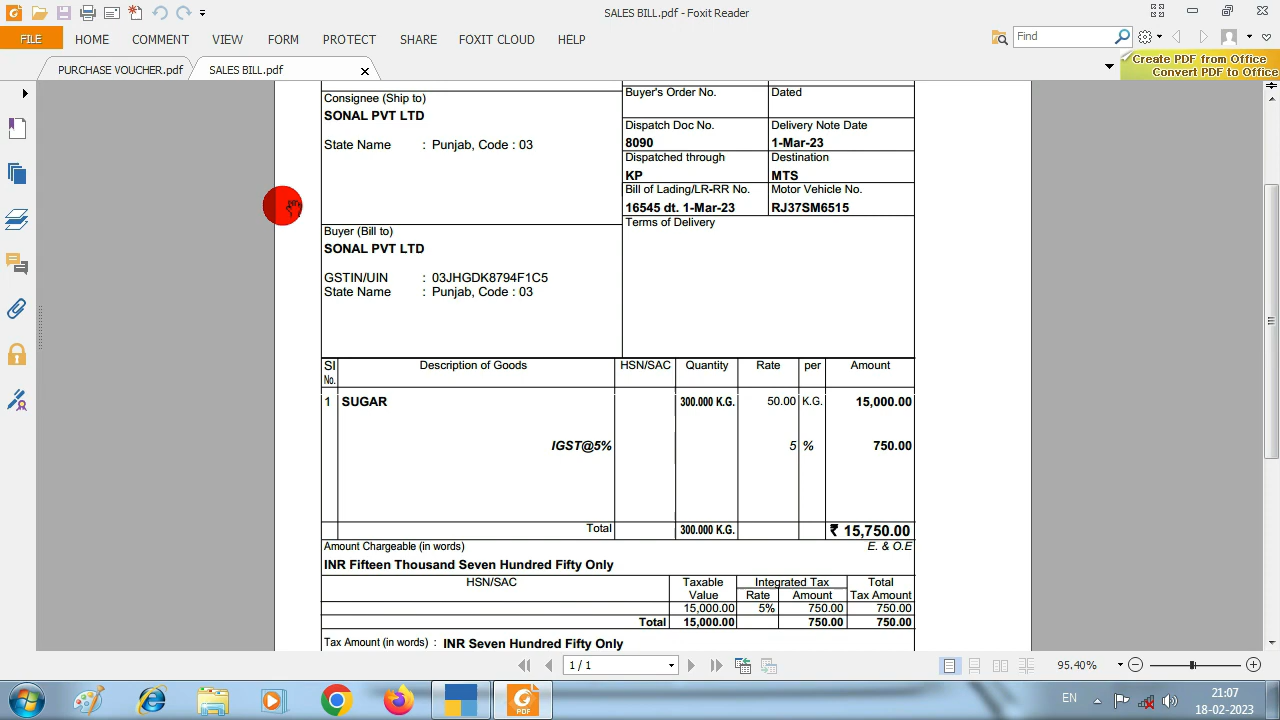 SALES BILL.pdf - Foxit Reader
FILE HOME COMMENT VIEW FORM PROTECT SHARE FOXIT CLOUD HELP
Find
PURCHASE VOUCHER.pdf SALES BILL.pdf
Create PDF from Office
Convert PDF to Office
Consignee (Ship to)
SONAL PVT LTD
State Name : Punjab, Code : 03
Buyer's Order No. Dated
Dispatch Doc No. Delivery Note Date
8090 1-Mar-23
Dispatched through Destination
KP MTS
Bill of Lading/LR-RR No. Motor Vehicle No.
16545 dt. 1-Mar-23 RJ37SM6515
Terms of Delivery
Buyer (Bill to)
SONAL PVT LTD
GSTIN/UIN : 03JHGDK8794F1C5
State Name : Punjab, Code : 03
Sl Description of Goods HSN/SAC Quantity Rate per Amount
No.
1 SUGAR 300.000 K.G. 50.00 K.G. 15,000.00
IGST@5% 5 % 750.00
Total 300.000 K.G. ₹ 15,750.00
Amount Chargeable (in words) E. & O.E
INR Fifteen Thousand Seven Hundred Fifty Only
HSN/SAC Taxable Integrated Tax Total
Value Rate Amount Tax Amount
15,000.00 5% 750.00 750.00
Total 15,000.00 750.00 750.00
Tax Amount (in words) : INR Seven Hundred Fifty Only
1 / 1 95.40%
PDF
EN 21:07
18-02-2023